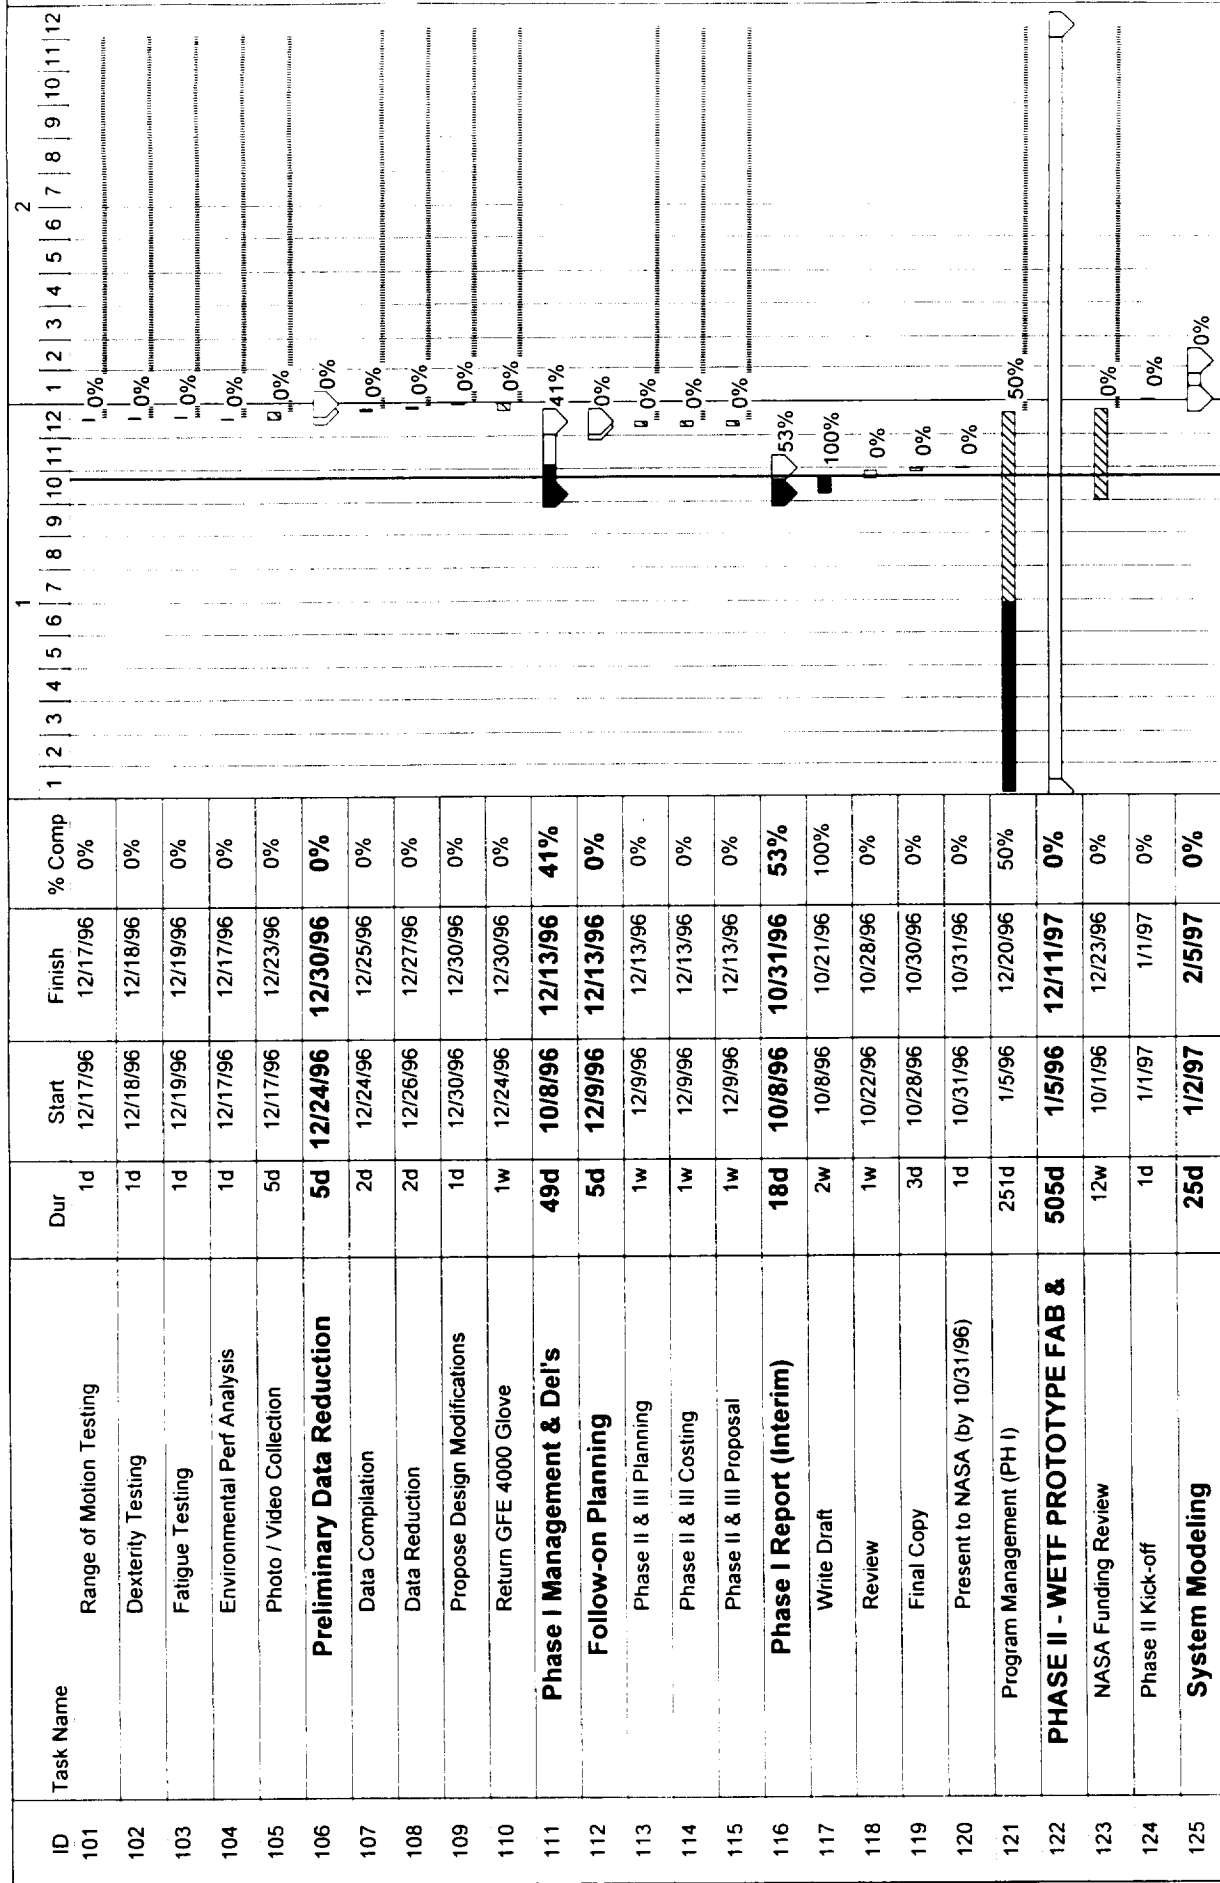 1 2
ID Task Name Dur Start Finish % Comp 1 2 3 4 5 6 7 8 9 10 11 12 1 2 3 4 5 6 7 8 9 10 11 12
101 Range of Motion Testing 1d 12/17/96 12/17/96 0% 0%
102 Dexterity Testing 1d 12/18/96 12/18/96 0% 0%
103 Fatigue Testing 1d 12/19/96 12/19/96 0% 0%
104 Environmental Perf Analysis 1d 12/17/96 12/17/96 0% 0%
105 Photo / Video Collection 5d 12/17/96 12/23/96 0% 0%
106 Preliminary Data Reduction 5d 12/24/96 12/30/96 0% 0%
107 Data Compilation 2d 12/24/96 12/25/96 0% 0%
108 Data Reduction 2d 12/26/96 12/27/96 0% 0%
109 Propose Design Modifications 1d 12/30/96 12/30/96 0% 0%
110 Return GFE 4000 Glove 1w 12/24/96 12/30/96 0% 0%
111 Phase I Management & Del's 49d 10/8/96 12/13/96 41% 41%
112 Follow-on Planning 5d 12/9/96 12/13/96 0% 0%
113 Phase II & III Planning 1w 12/9/96 12/13/96 0% 0%
114 Phase II & III Costing 1w 12/9/96 12/13/96 0% 0%
115 Phase II & III Proposal 1w 12/9/96 12/13/96 0% 0%
116 Phase I Report (Interim) 18d 10/8/96 10/31/96 53% 53%
117 Write Draft 2w 10/8/96 10/21/96 100% 100%
118 Review 1w 10/22/96 10/28/96 0% 0%
119 Final Copy 3d 10/28/96 10/30/96 0% 0%
120 Present to NASA (by 10/31/96) 1d 10/31/96 10/31/96 0% 0%
121 Program Management (PH I) 251d 1/5/96 12/20/96 50% 50%
122 PHASE II - WETF PROTOTYPE FAB & 505d 1/5/96 12/11/97 0%
123 NASA Funding Review 12w 10/1/96 12/23/96 0% 0%
124 Phase II Kick-off 1d 1/1/97 1/1/97 0% 0%
125 System Modeling 25d 1/2/97 2/5/97 0% 0%